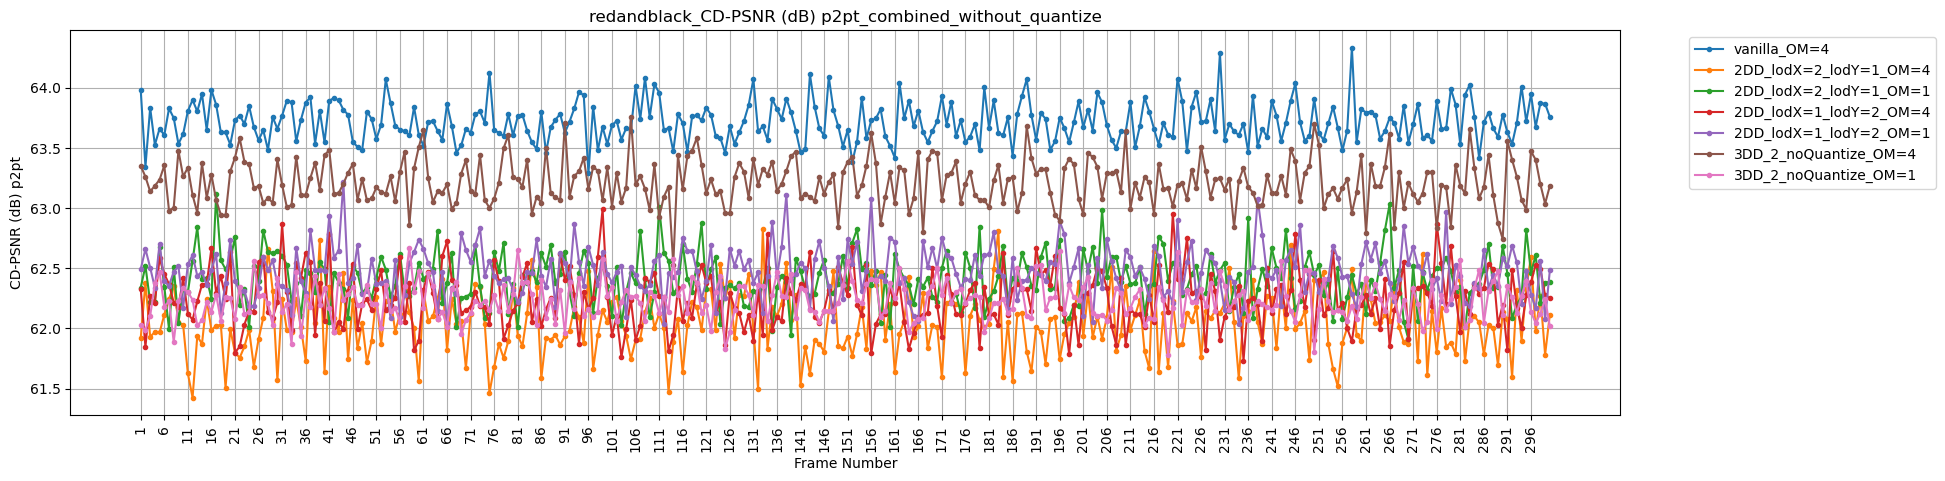 redandblack_CD-PSNR (dB) p2pt_combined_without_quantize
CD-PSNR (dB) p2pt
64.0
63.5
63.0
62.5
62.0
61.5
1 6 11 16 21 26 31 36 41 46 51 56 61 66 71 76 81 86 91 96 101 106 111 116 121 126 131 136 141 146 151 156 161 166 171 176 181 186 191 196 201 206 211 216 221 226 231 236 241 246 251 256 261 266 271 276 281 286 291 296
Frame Number
vanilla_OM=4
2DD_lodX=2_lodY=1_OM=4
2DD_lodX=2_lodY=1_OM=1
2DD_lodX=1_lodY=2_OM=4
2DD_lodX=1_lodY=2_OM=1
3DD_2_noQuantize_OM=4
3DD_2_noQuantize_OM=1